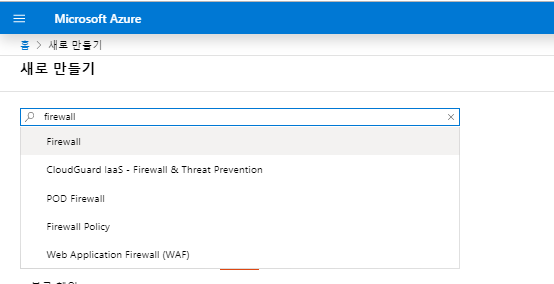 Microsoft Azure
홈 > 새로 만들기
새로 만들기
firewall
Firewall
CloudGuard IaaS - Firewall & Threat Prevention
POD Firewall
Firewall Policy
Web Application Firewall (WAF)